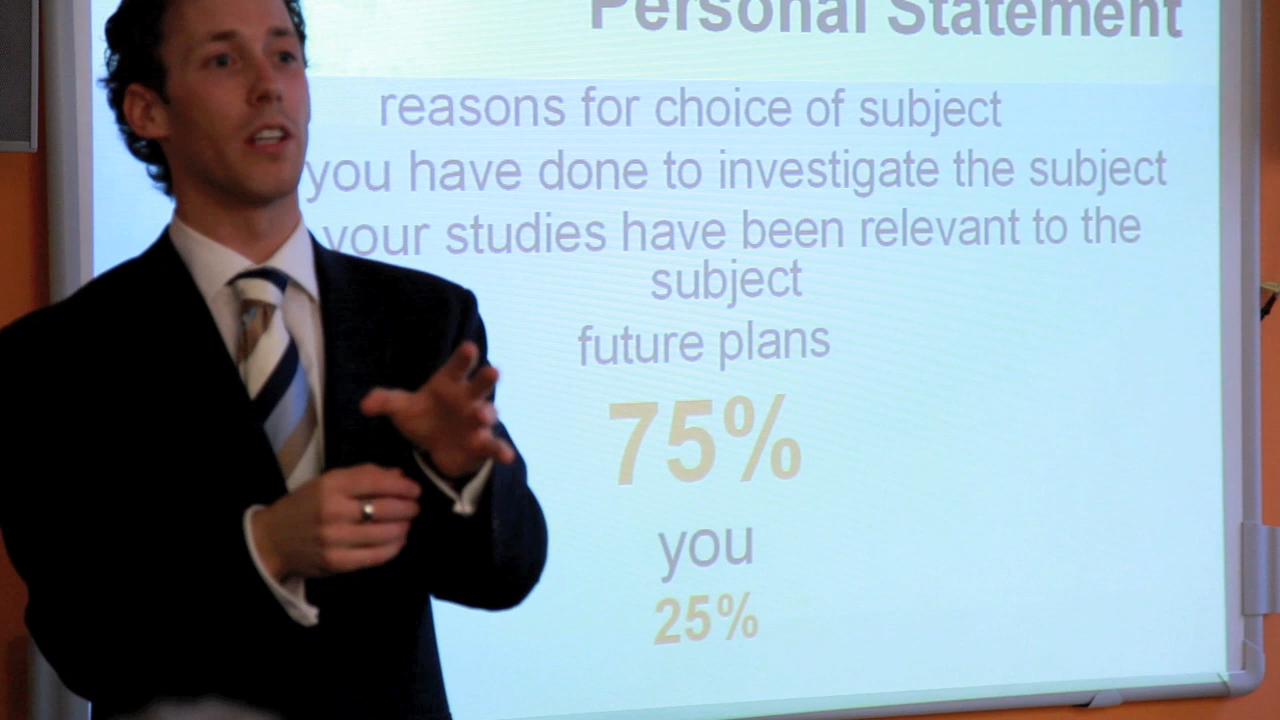 Personal Statement
reasons for choice of subject
you have done to investigate the subject
your studies have been relevant to the
subject
future plans
75%
you
25%